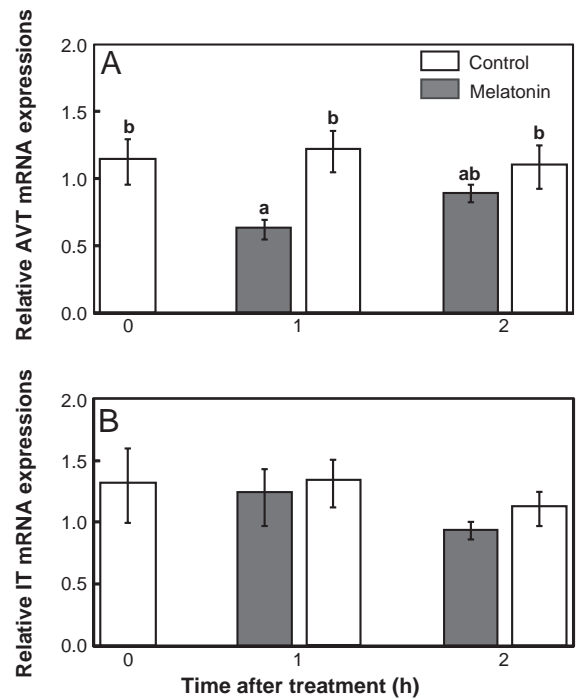 A
Relative AVT mRNA expressions
2.0
1.5
1.0
0.5
0.0
Control
Melatonin
b
a
b
ab
b
0
1
2
B
Relative IT mRNA expressions
2.0
1.5
1.0
0.5
0.0
0
1
2
Time after treatment (h)